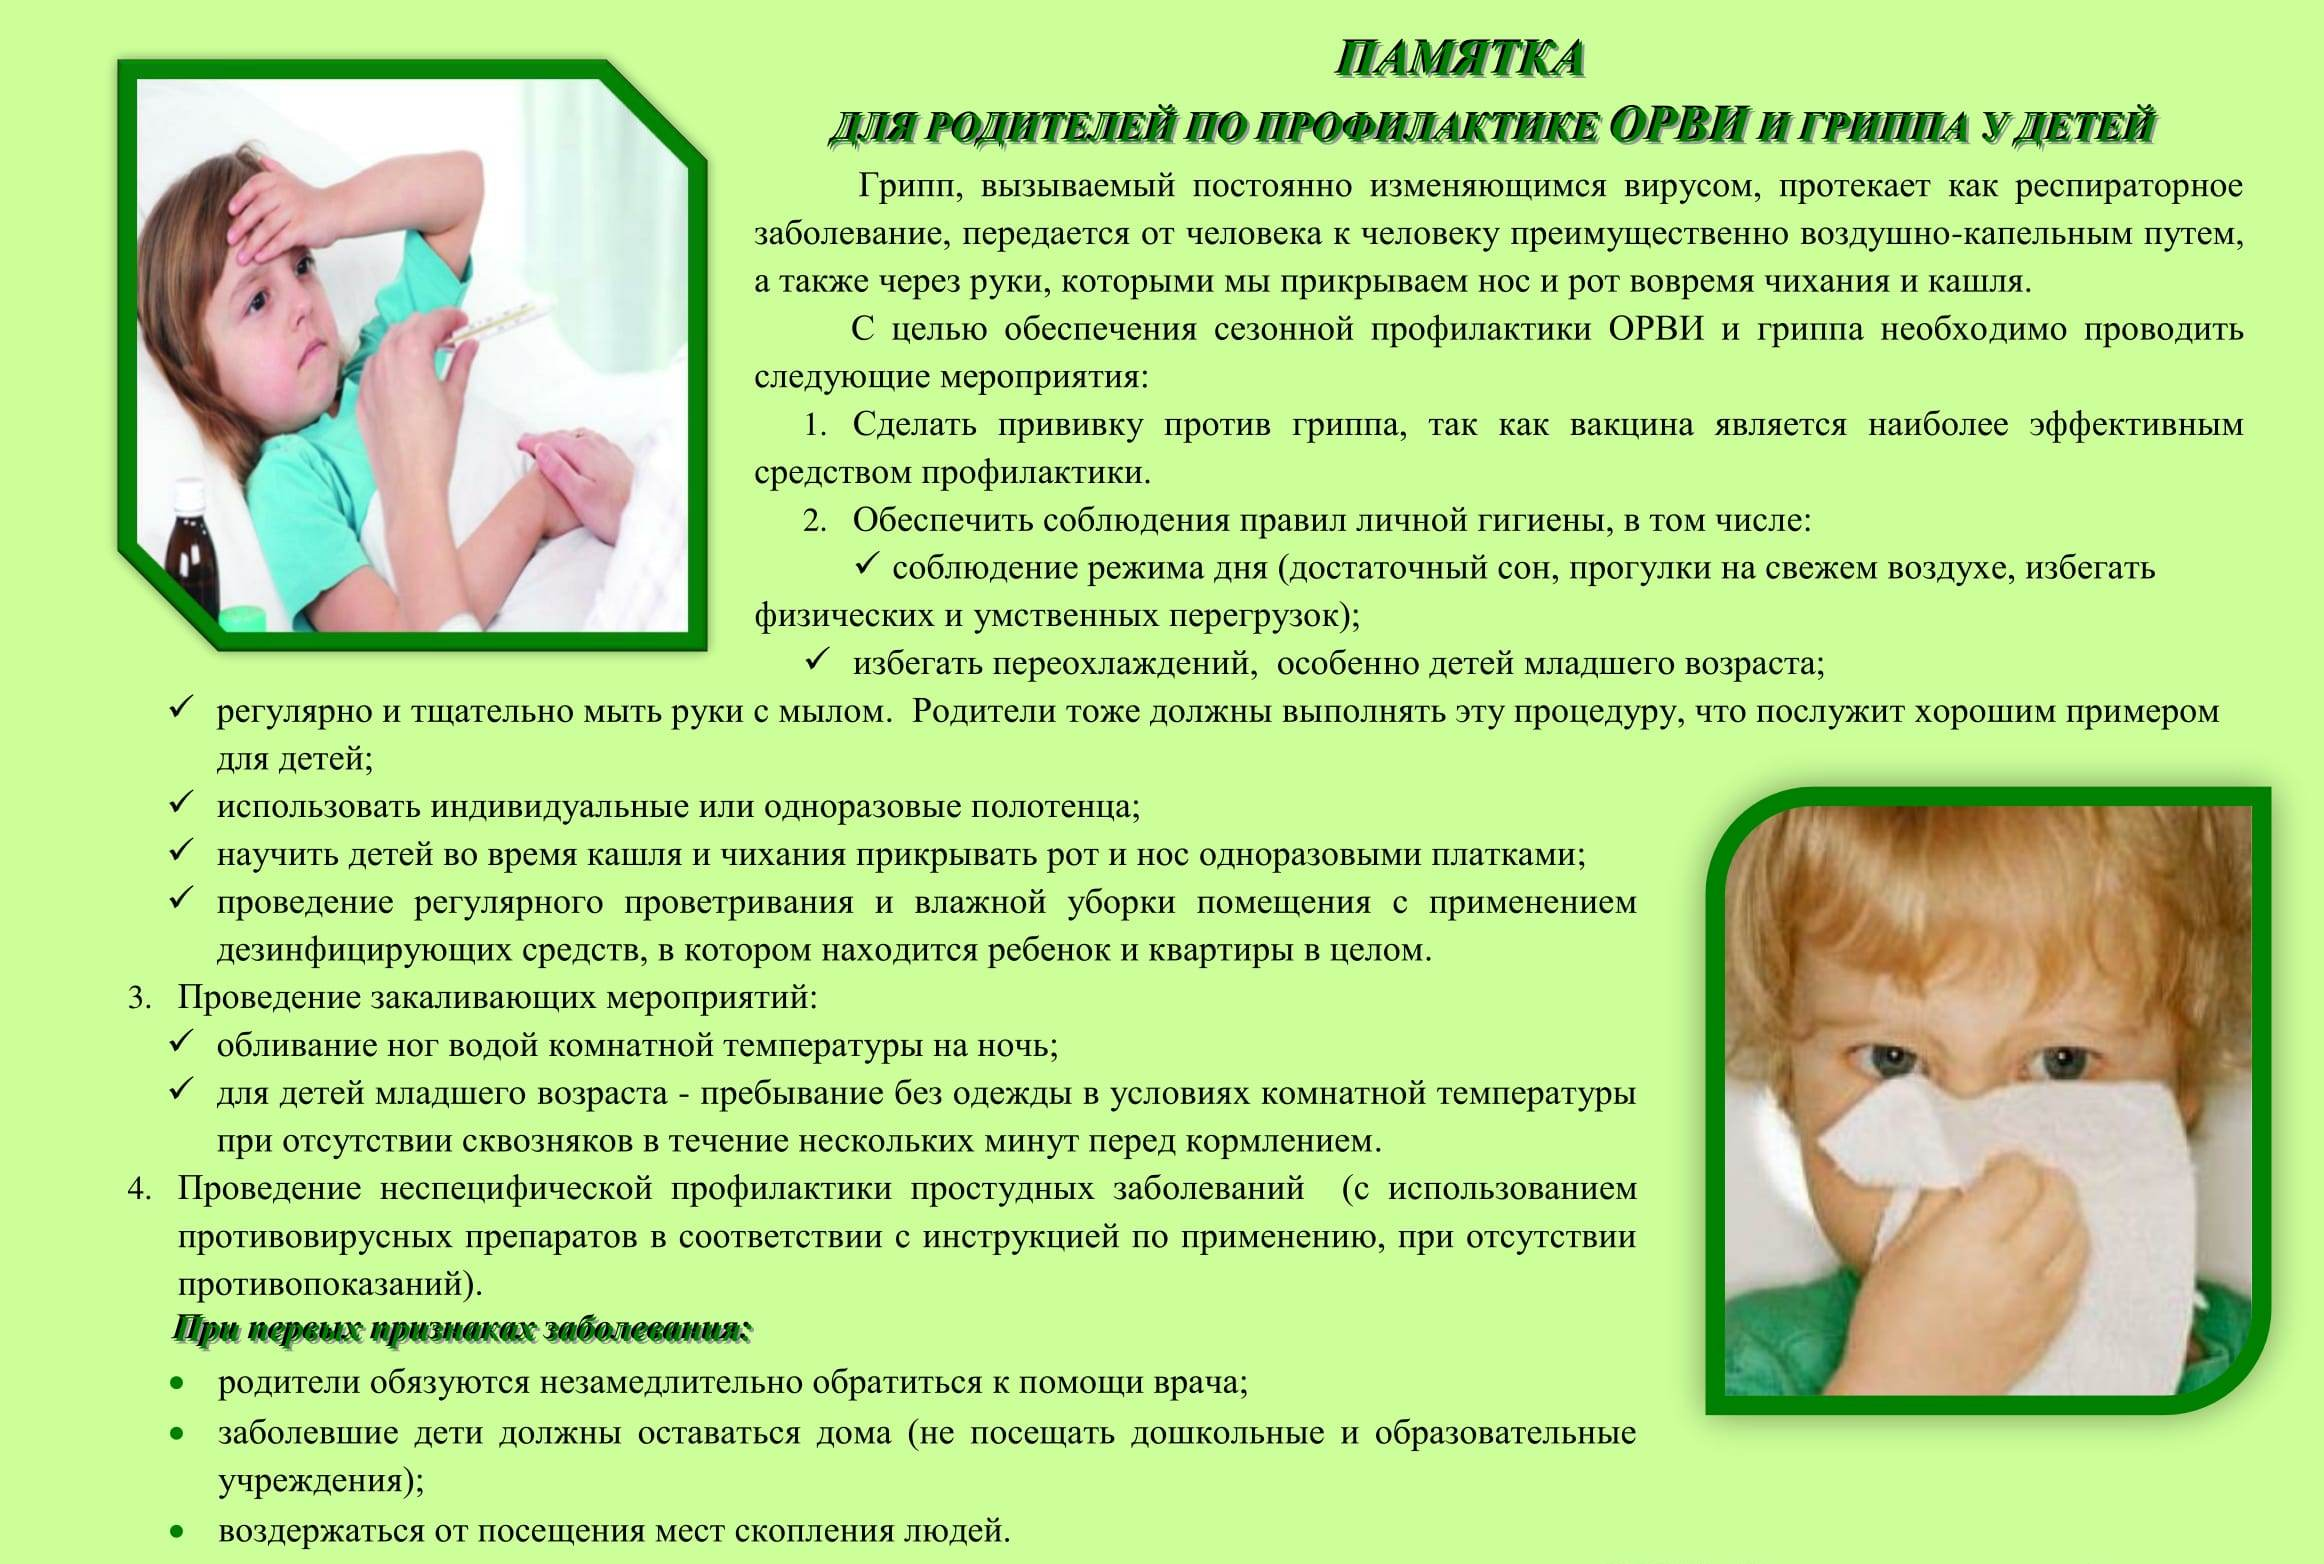 ПАМЯТКА
ДЛЯ РОДИТЕЛЕЙ ПО ПРОФИЛАКТИКЕ ОРВИ И ГРИППА У ДЕТЕЙ
Грипп, вызываемый постоянно изменяющимся вирусом, протекает как респираторное
заболевание, передается от человека к человеку преимущественно воздушно-капельным путем,
а также через руки, которыми мы прикрываем нос и рот вовремя чихания и кашля.
С целью обеспечения сезонной профилактики ОРВИ и гриппа необходимо проводить
следующие мероприятия:
1. Сделать прививку против гриппа, так как вакцина является наиболее эффективным
средством профилактики.
2. Обеспечить соблюдения правил личной гигиены, в том числе:
✓ соблюдение режима дня (достаточный сон, прогулки на свежем воздухе, избегать
физических и умственных перегрузок);
✓ избегать переохлаждений, особенно детей младшего возраста;
✓ регулярно и тщательно мыть руки с мылом. Родители тоже должны выполнять эту процедуру, что послужит хорошим примером
для детей;
✓ использовать индивидуальные или одноразовые полотенца;
✓ научить детей во время кашля и чихания прикрывать рот и нос одноразовыми платками;
✓ проведение регулярного проветривания и влажной уборки помещения с применением
дезинфицирующих средств, в котором находится ребенок и квартиры в целом.
3. Проведение закаливающих мероприятий:
✓ обливание ног водой комнатной температуры на ночь;
✓ для детей младшего возраста - пребывание без одежды в условиях комнатной температуры
при отсутствии сквозняков в течение нескольких минут перед кормлением.
4. Проведение неспецифической профилактики простудных заболеваний (с использованием
противовирусных препаратов в соответствии с инструкцией по применению, при отсутствии
противопоказаний).
При первых признаках заболевания:
• родители обязуются незамедлительно обратиться к помощи врача;
• заболевшие дети должны оставаться дома (не посещать дошкольные и образовательные
учреждения);
• воздержаться от посещения мест скопления людей.